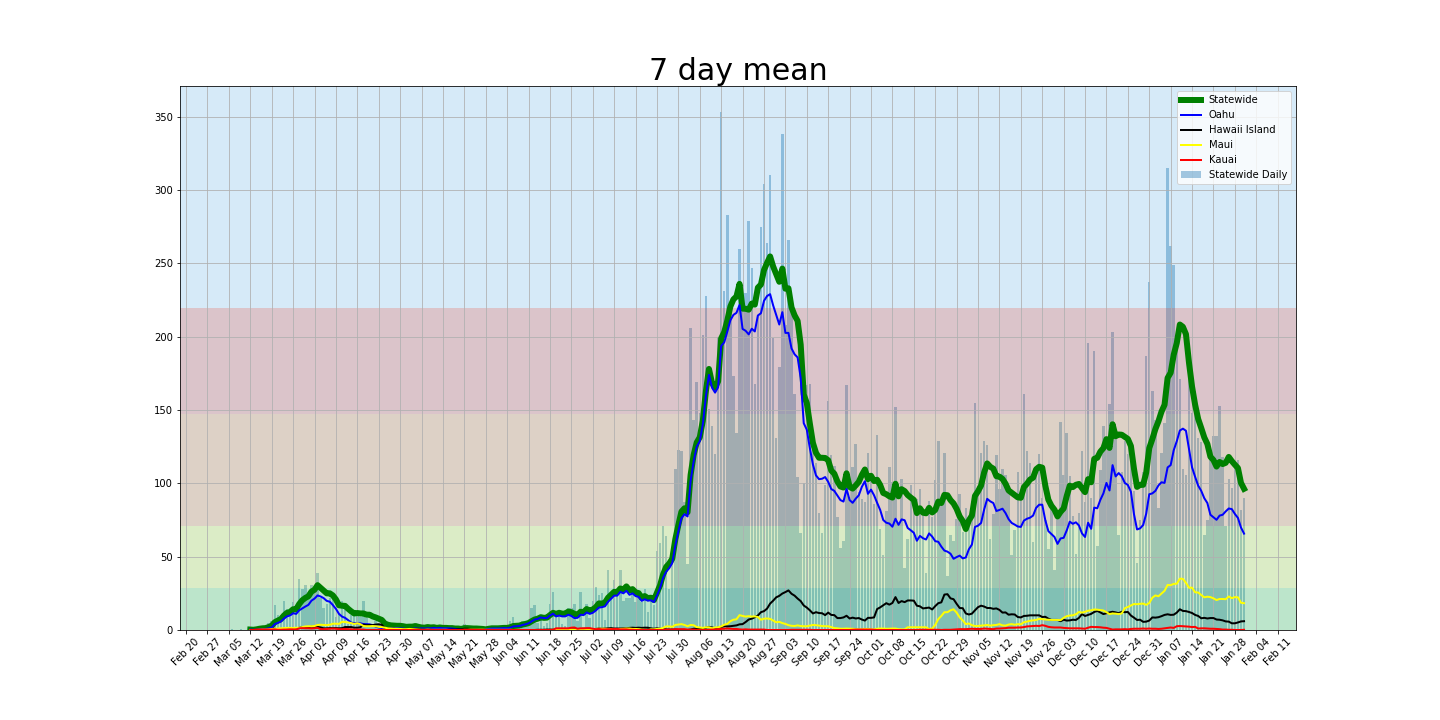 7 day mean
Statewide
Oahu
Hawaii Island
Maui
Kauai
Statewide Daily
350
300
250
200
150
100
50
0
Feb 20
Feb 27
Mar 05
Mar 12
Mar 19
Mar 26
Apr 02
Apr 09
Apr 16
Apr 23
Apr 30
May 07
May 14
May 21
May 28
Jun 04
Jun 11
Jun 18
Jun 25
Jul 02
Jul 09
Jul 16
Jul 23
Jul 30
Aug 06
Aug 13
Aug 20
Aug 27
Sep 03
Sep 10
Sep 17
Sep 24
Oct 01
Oct 08
Oct 15
Oct 22
Oct 29
Nov 05
Nov 12
Nov 19
Nov 26
Dec 03
Dec 10
Dec 17
Dec 24
Dec 31
Jan 07
Jan 14
Jan 21
Jan 28
Feb 04
Feb 11